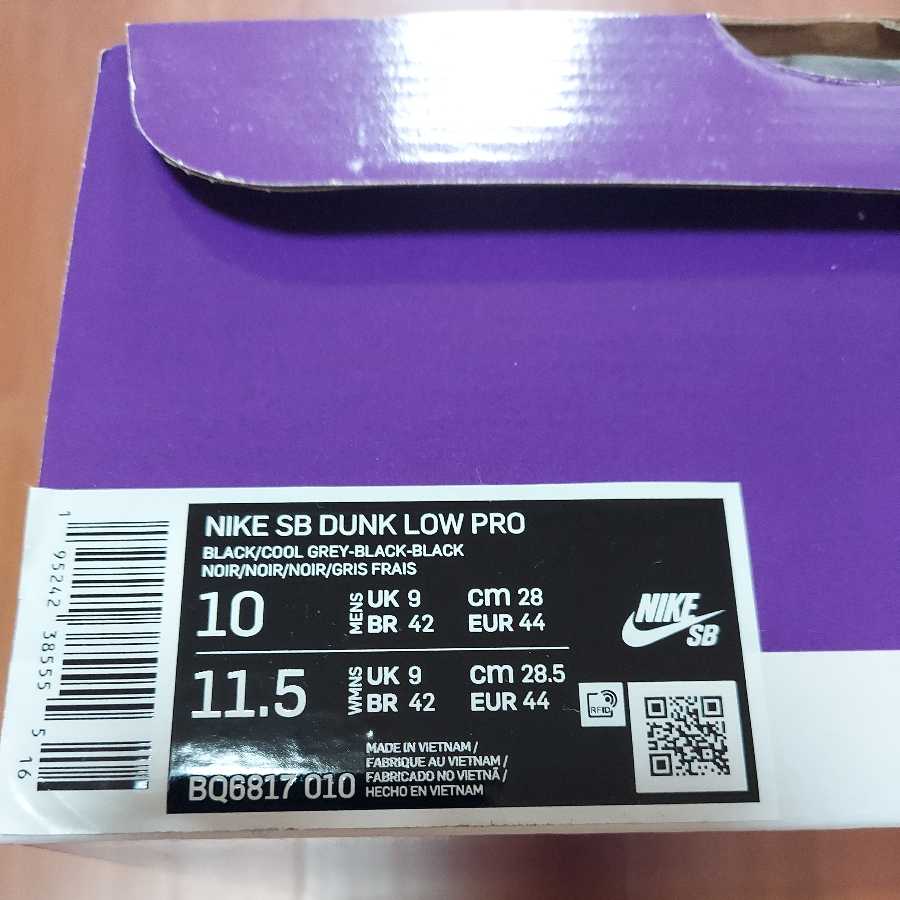 NIKE SB DUNK LOW PRO
BLACK/COOL GREY-BLACK-BLACK
NOIR/NOIR/NOIR/GRIS FRAIS
10 MENS UK 9 cm 28
BR 42 EUR 44
11.5 WMNS UK 9 cm 28.5
BR 42 EUR 44
NIKE SB
RFID
BQ6817 010
MADE IN VIETNAM /
FABRIQUE AU VIETNAM /
FABRICADO NO VIETNÃ /
HECHO EN VIETNAM
1 95242 38555 5 16